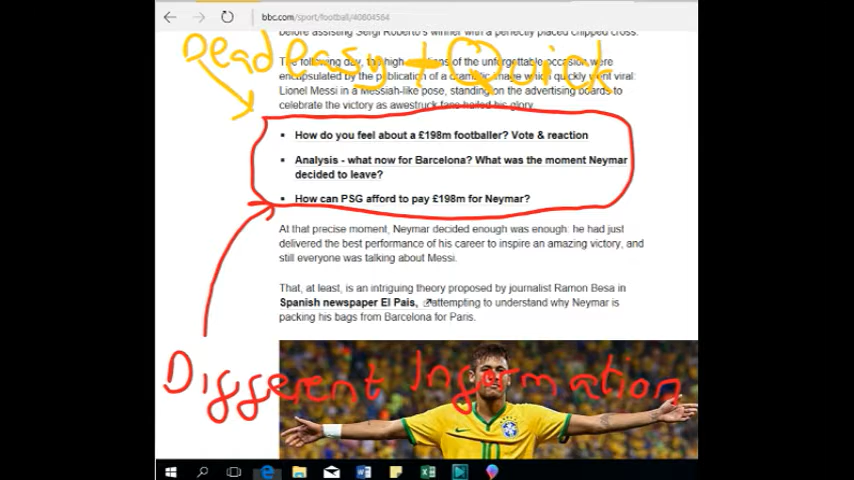 bbc.com/sport/football/40804564
before assisting Sergi Roberto's winner with a perfectly placed chipped cross.
Dead easy + Quick
The following day, the high emotions of the unforgettable occasion were
encapsulated by the publication of a dramatic image which quickly went viral:
Lionel Messi in a Messiah-like pose, standing on the advertising boards to
celebrate the victory as awestruck fans hailed his glory.
How do you feel about a £198m footballer? Vote & reaction
Analysis - what now for Barcelona? What was the moment Neymar
decided to leave?
How can PSG afford to pay £198m for Neymar?
At that precise moment, Neymar decided enough was enough: he had just
delivered the best performance of his career to inspire an amazing victory, and
still everyone was talking about Messi.
That, at least, is an intriguing theory proposed by journalist Ramon Besa in
Spanish newspaper El Pais, attempting to understand why Neymar is
packing his bags from Barcelona for Paris.
Different Information